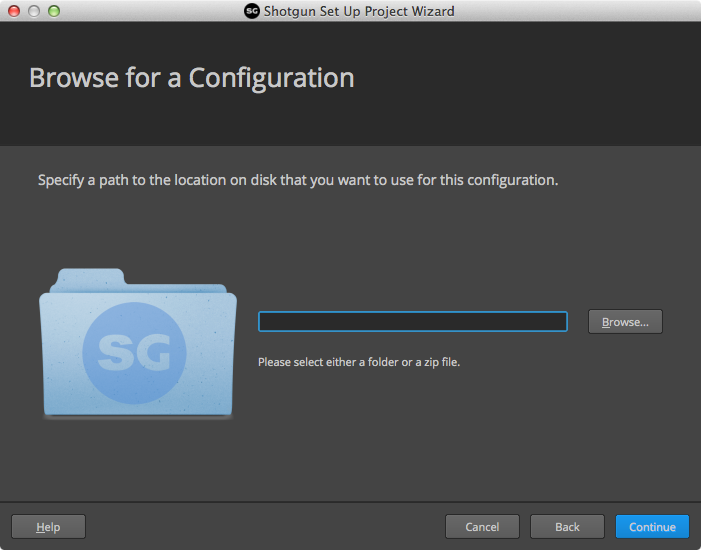 SG Shotgun Set Up Project Wizard
Browse for a Configuration
Specify a path to the location on disk that you want to use for this configuration.
SG
Browse...
Please select either a folder or a zip file.
Help
Cancel
Back
Continue